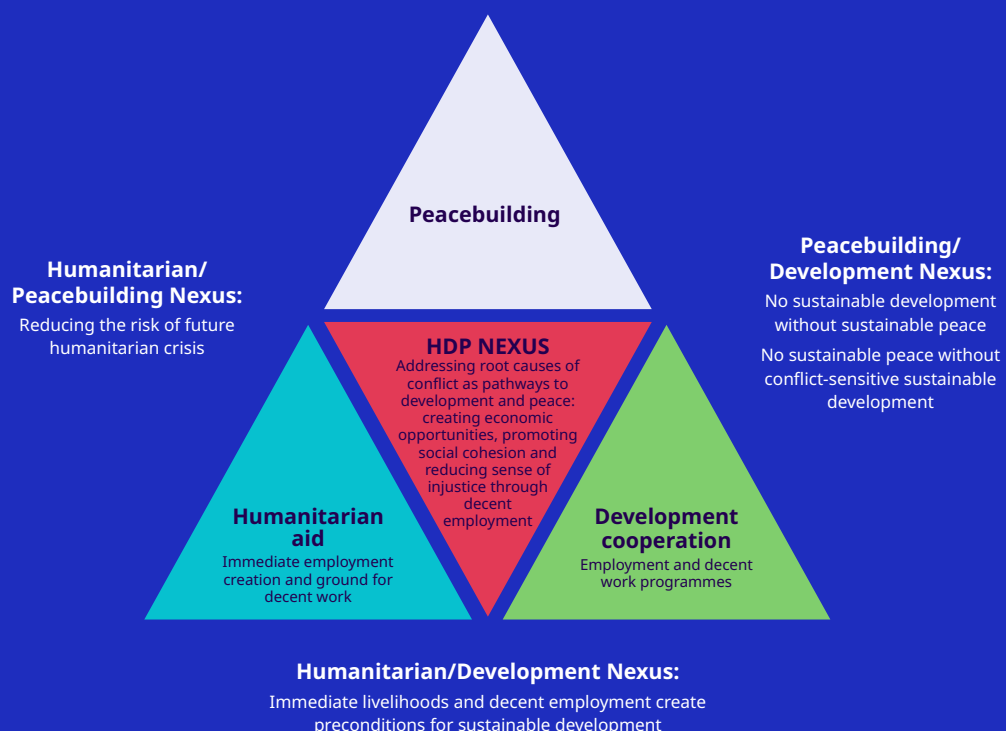 Peacebuilding
Humanitarian/
Peacebuilding Nexus:
Reducing the risk of future
humanitarian crisis
Peacebuilding/
Development Nexus:
No sustainable development
without sustainable peace
No sustainable peace without
conflict-sensitive sustainable
development
HDP NEXUS
Addressing root causes of
conflict as pathways to
development and peace:
creating economic
opportunities, promoting
social cohesion and
reducing sense of
injustice through
decent
employment
Humanitarian
aid
Immediate employment
creation and ground for
decent work
Development
cooperation
Employment and decent
work programmes
Humanitarian/Development Nexus:
Immediate livelihoods and decent employment create
preconditions for sustainable development